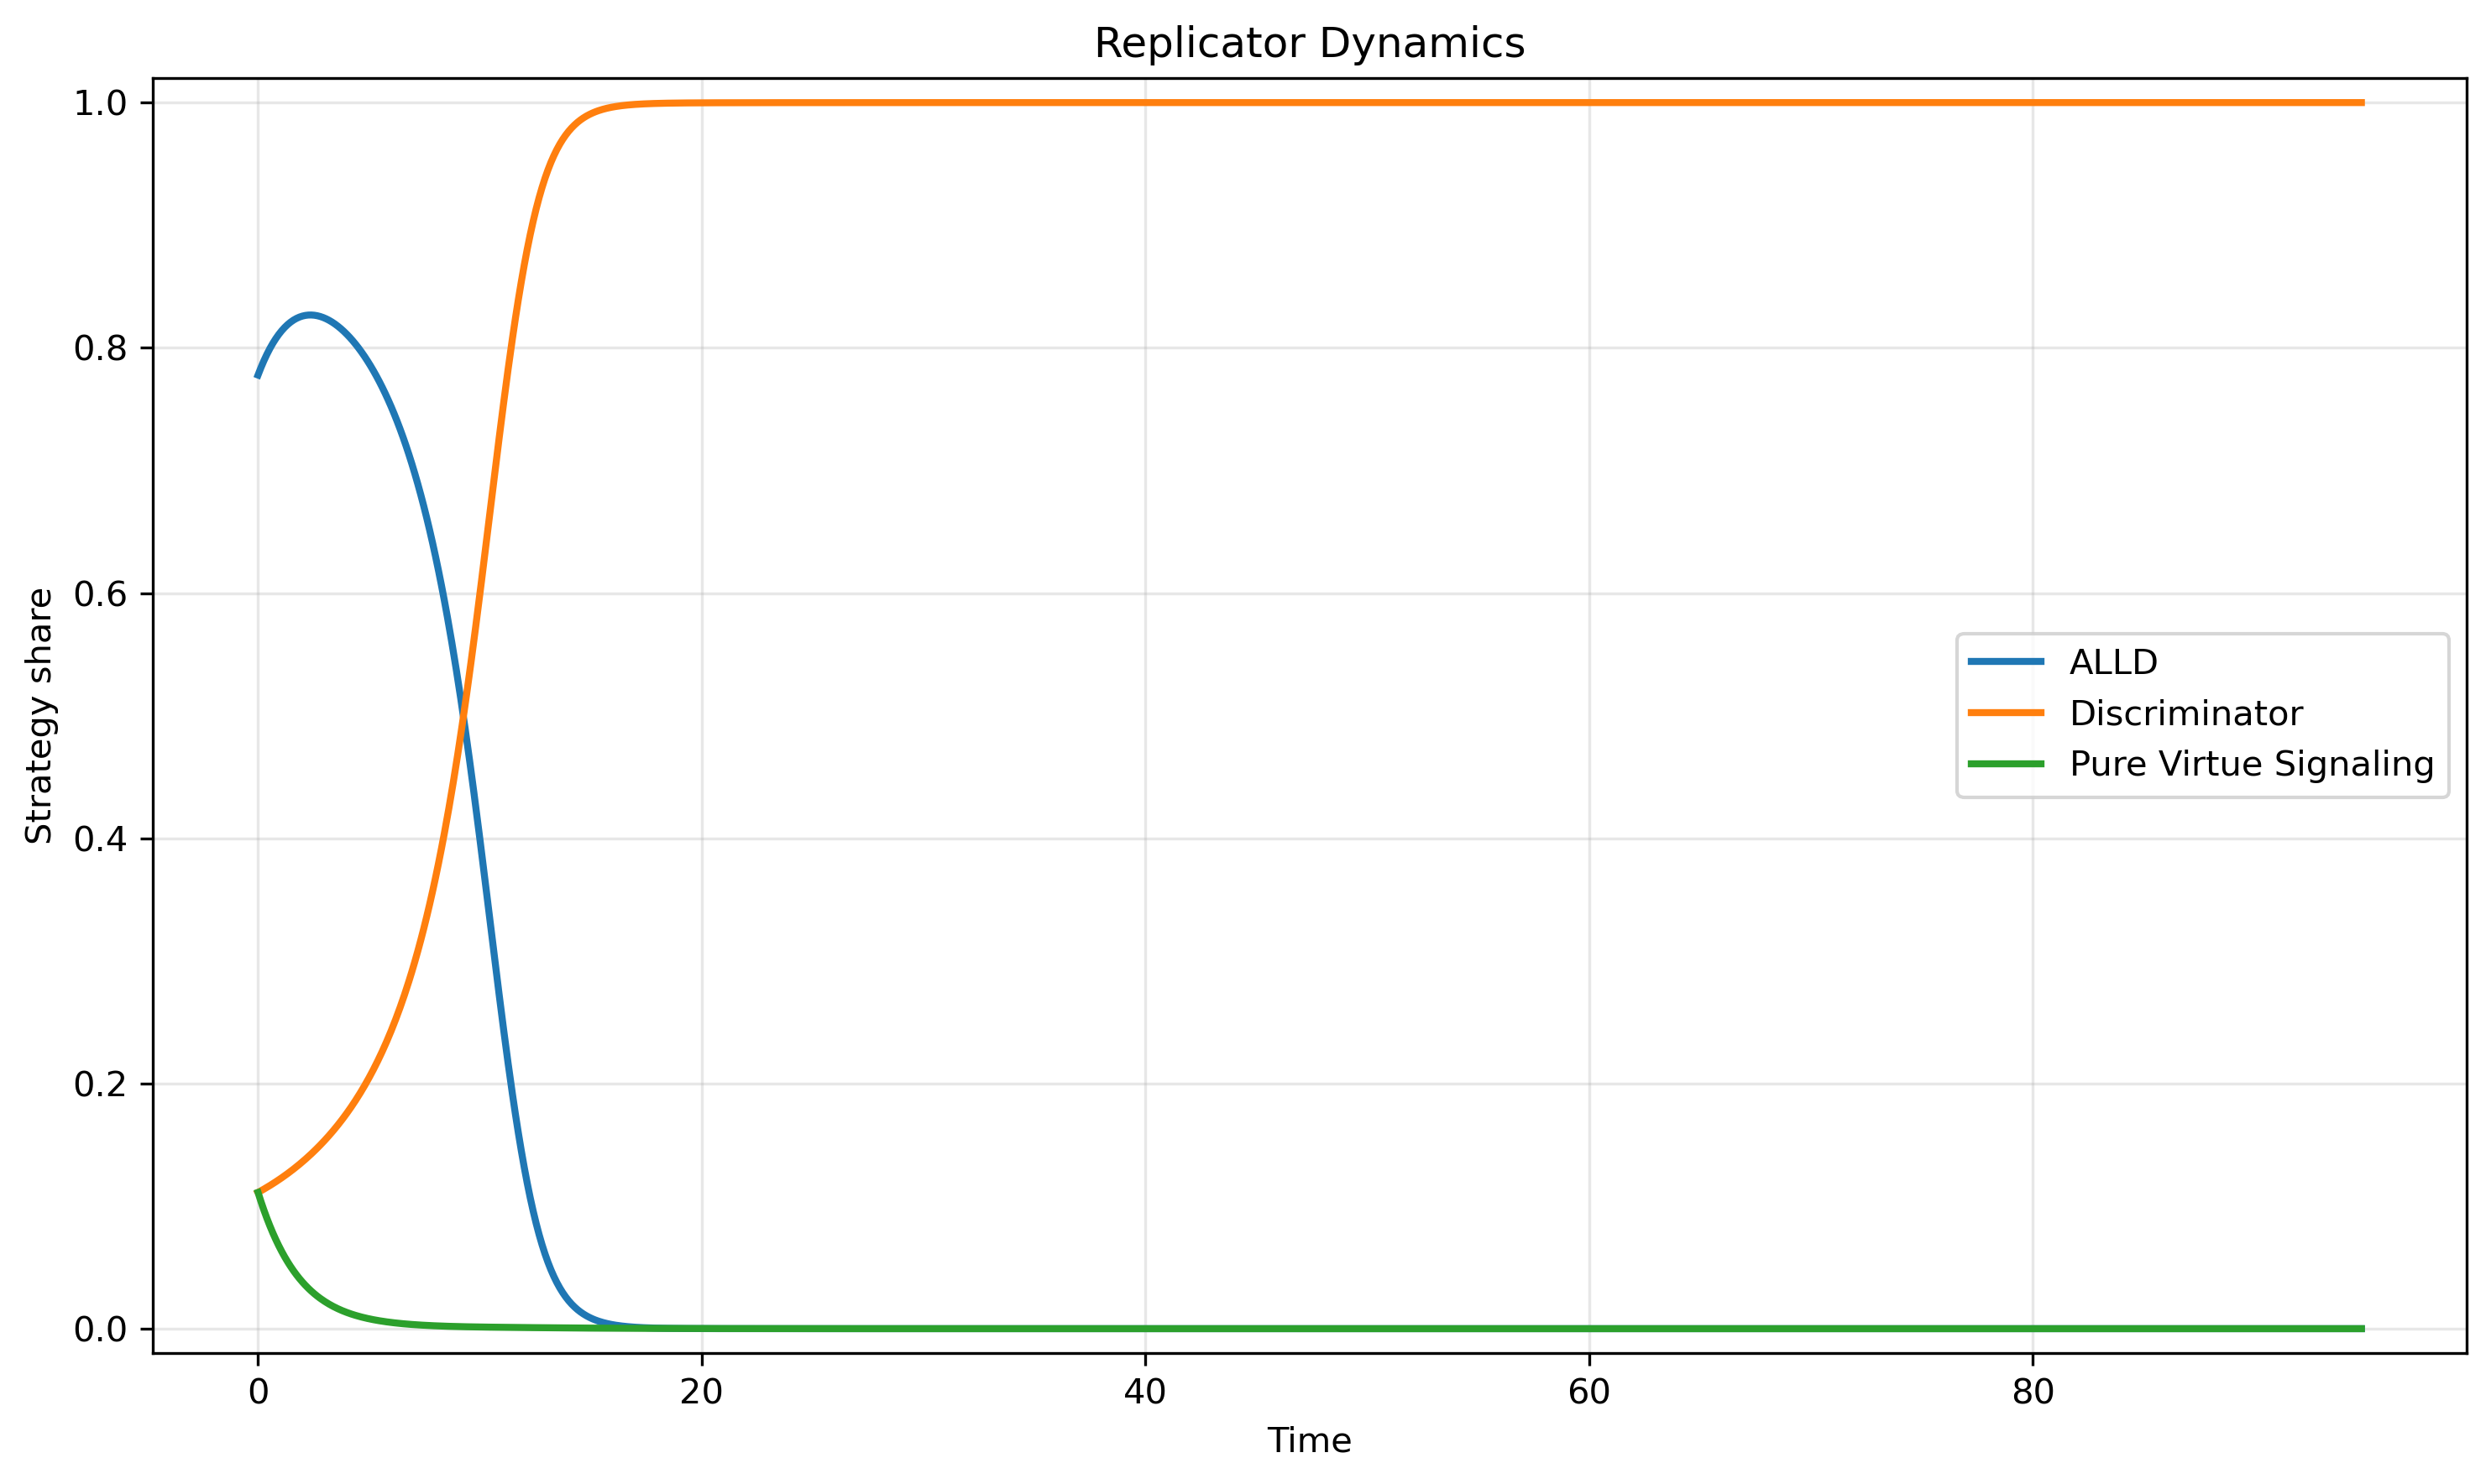 Replicator Dynamics
Strategy share
1.0
0.8
0.6
0.4
0.2
0.0
ALLD
Discriminator
Pure Virtue Signaling
0
20
40
60
80
Time